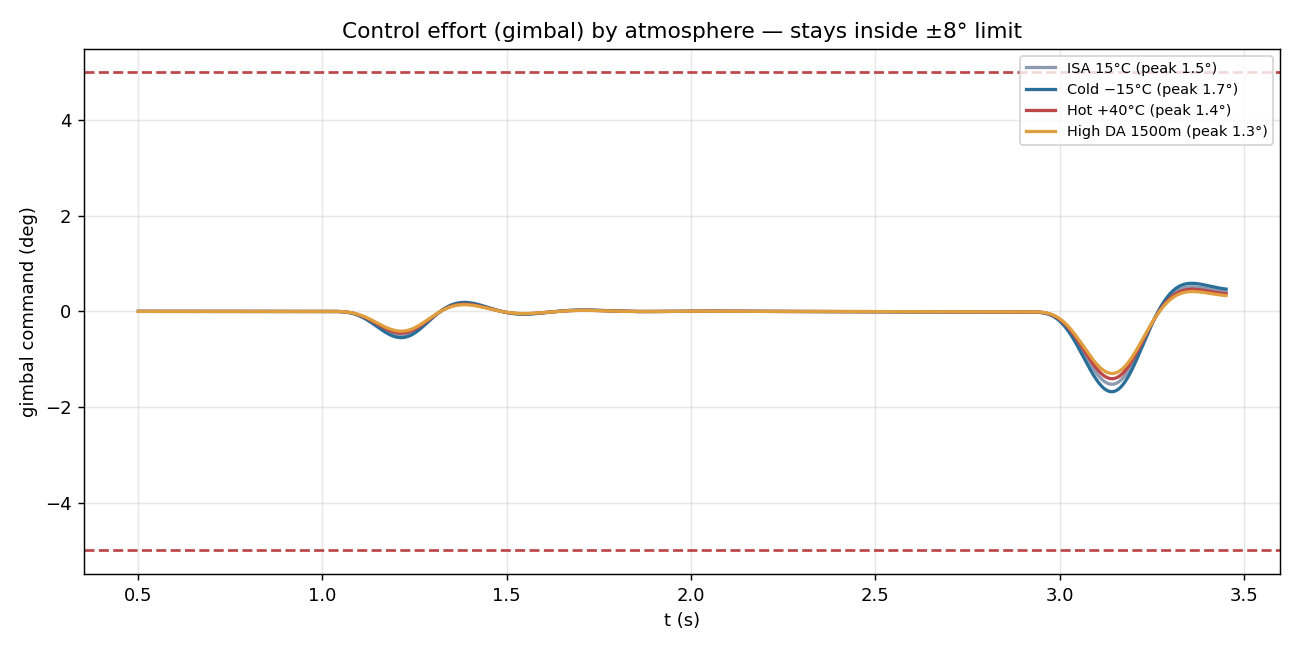 Control effort (gimbal) by atmosphere — stays inside ±8° limit
ISA 15°C (peak 1.5°)
Cold −15°C (peak 1.7°)
Hot +40°C (peak 1.4°)
High DA 1500m (peak 1.3°)
gimbal command (deg)
4
2
0
−2
−4
0.5
1.0
1.5
2.0
2.5
3.0
3.5
t (s)